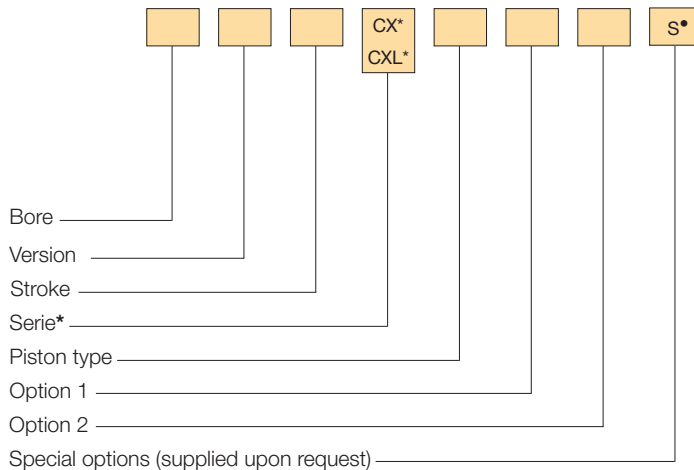 CX* S●
CXL*
Bore
Version
Stroke
Serie*
Piston type
Option 1
Option 2
Special options (supplied upon request)